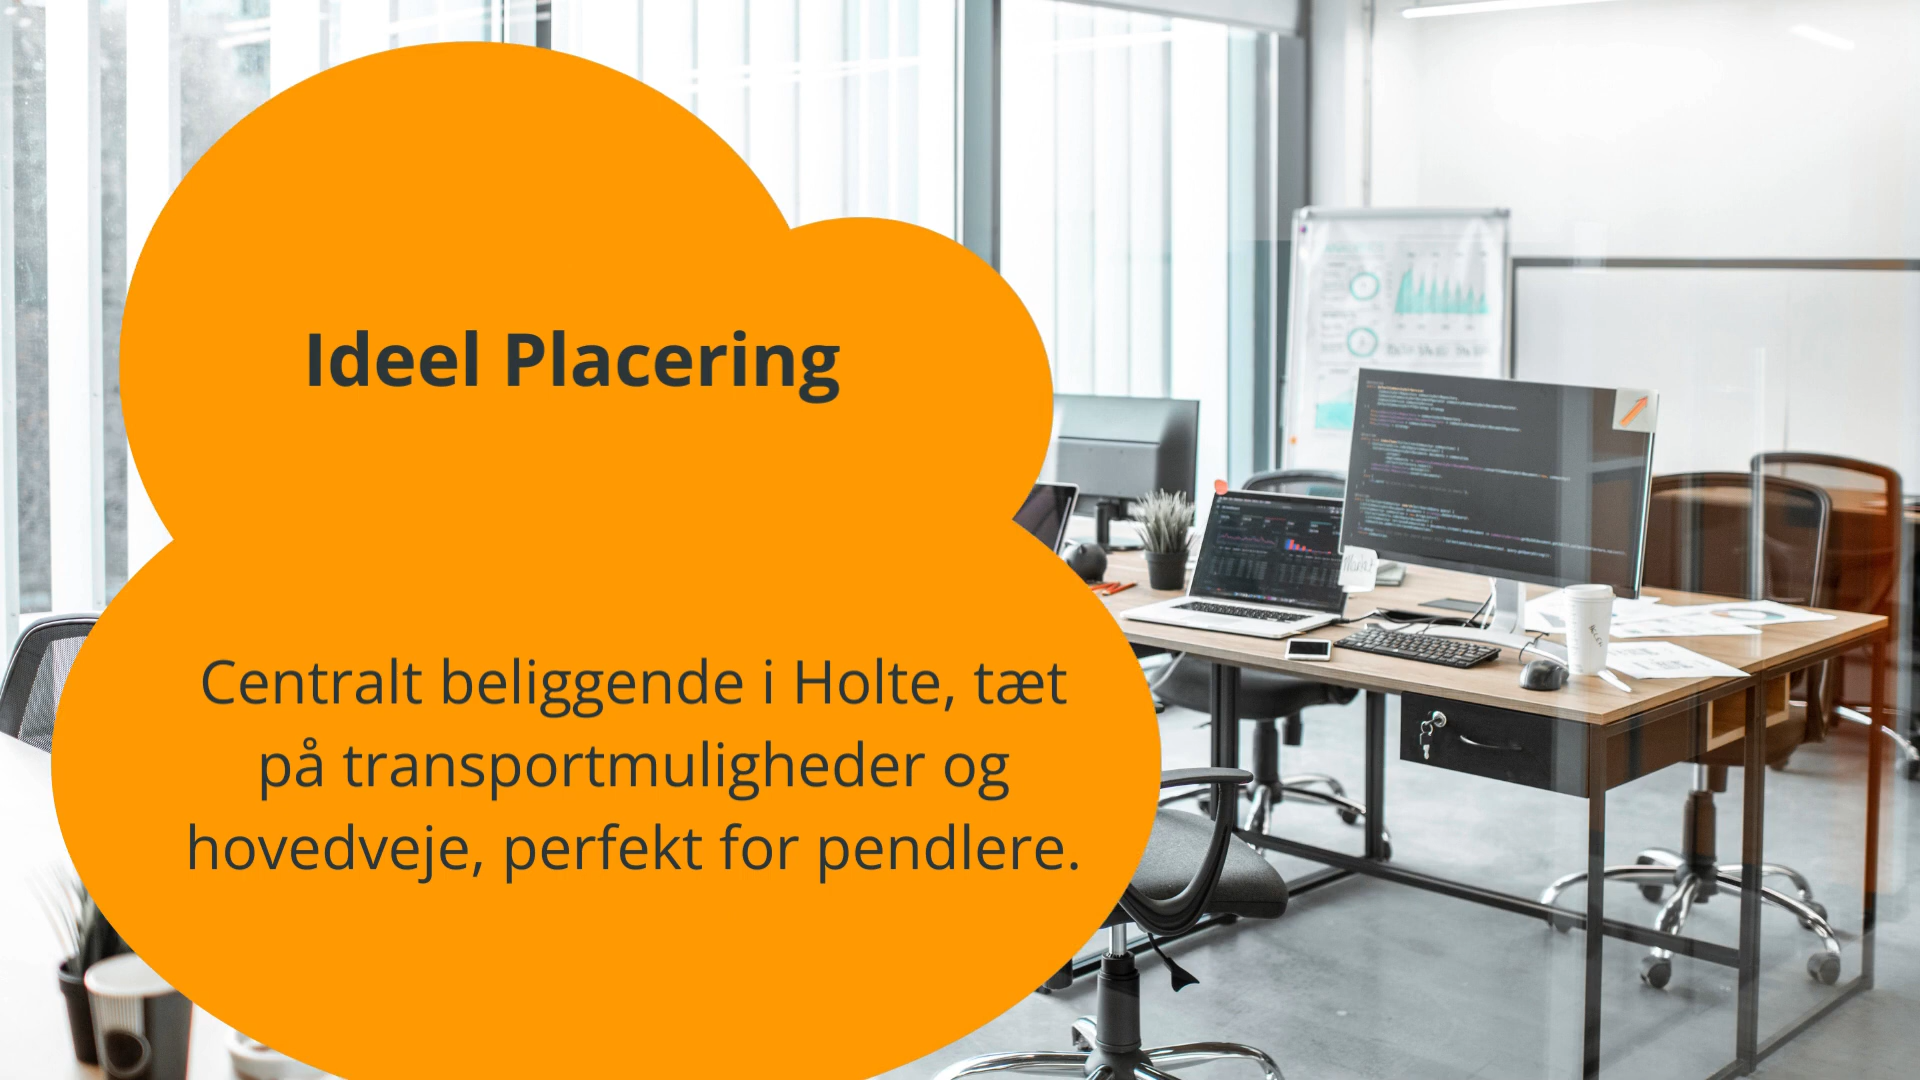 Ideel Placering
Centralt beliggende i Holte, tæt
på transportmuligheder og
hovedveje, perfekt for pendlere.